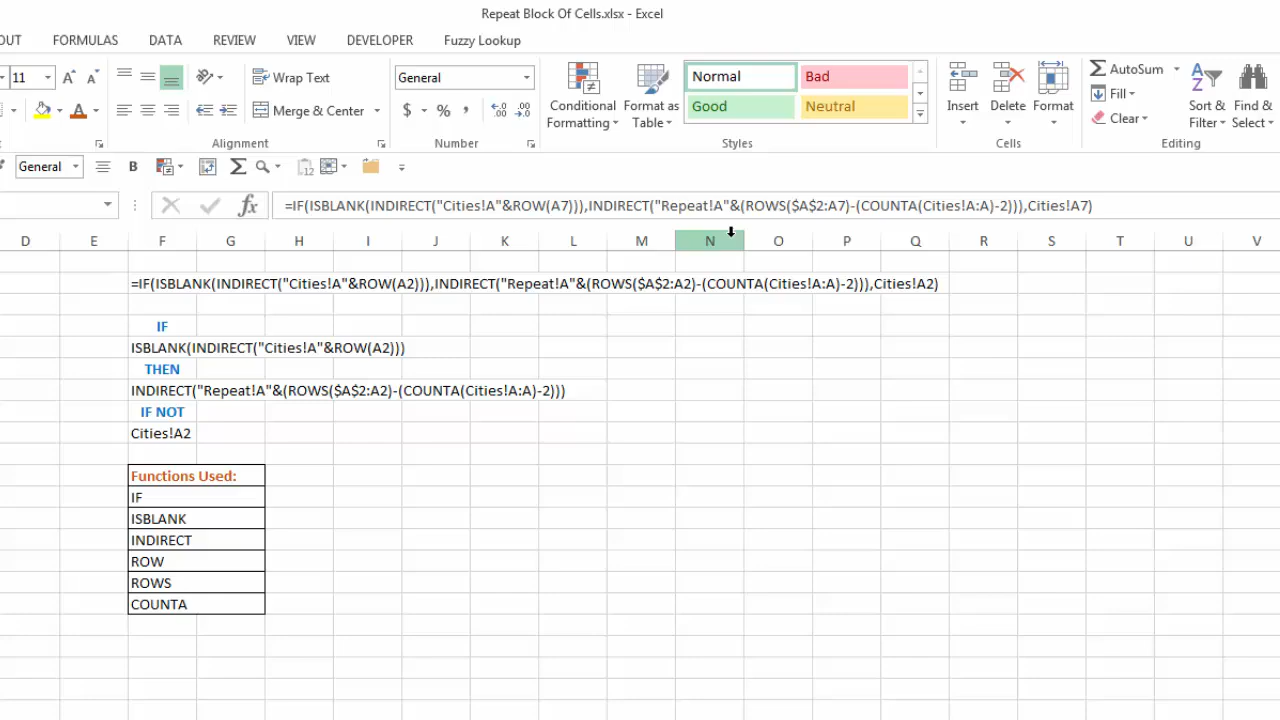 Repeat Block Of Cells.xlsx - Excel
OUT FORMULAS DATA REVIEW VIEW DEVELOPER Fuzzy Lookup
11 A A Wrap Text General Normal Bad AutoSum
Conditional Formatting Format as Table Good Neutral Insert Delete Format Fill Sort & Filter Find & Select
Merge & Center $ % , Clear
Alignment Number Styles Cells Editing
General B 12
fx =IF(ISBLANK(INDIRECT("Cities!A"&ROW(A7))),INDIRECT("Repeat!A"&(ROWS($A$2:A7)-(COUNTA(Cities!A:A)-2))),Cities!A7)
D E F G H I J K L M N O P Q R S T U V
=IF(ISBLANK(INDIRECT("Cities!A"&ROW(A2))),INDIRECT("Repeat!A"&(ROWS($A$2:A2)-(COUNTA(Cities!A:A)-2))),Cities!A2)
IF
ISBLANK(INDIRECT("Cities!A"&ROW(A2)))
THEN
INDIRECT("Repeat!A"&(ROWS($A$2:A2)-(COUNTA(Cities!A:A)-2)))
IF NOT
Cities!A2
Functions Used:
IF
ISBLANK
INDIRECT
ROW
ROWS
COUNTA